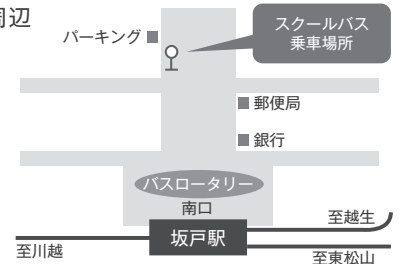 周辺
パーキング
スクールバス
乗車場所
郵便局
銀行
バスロータリー
南口
坂戸駅
至越生
至川越
至東松山